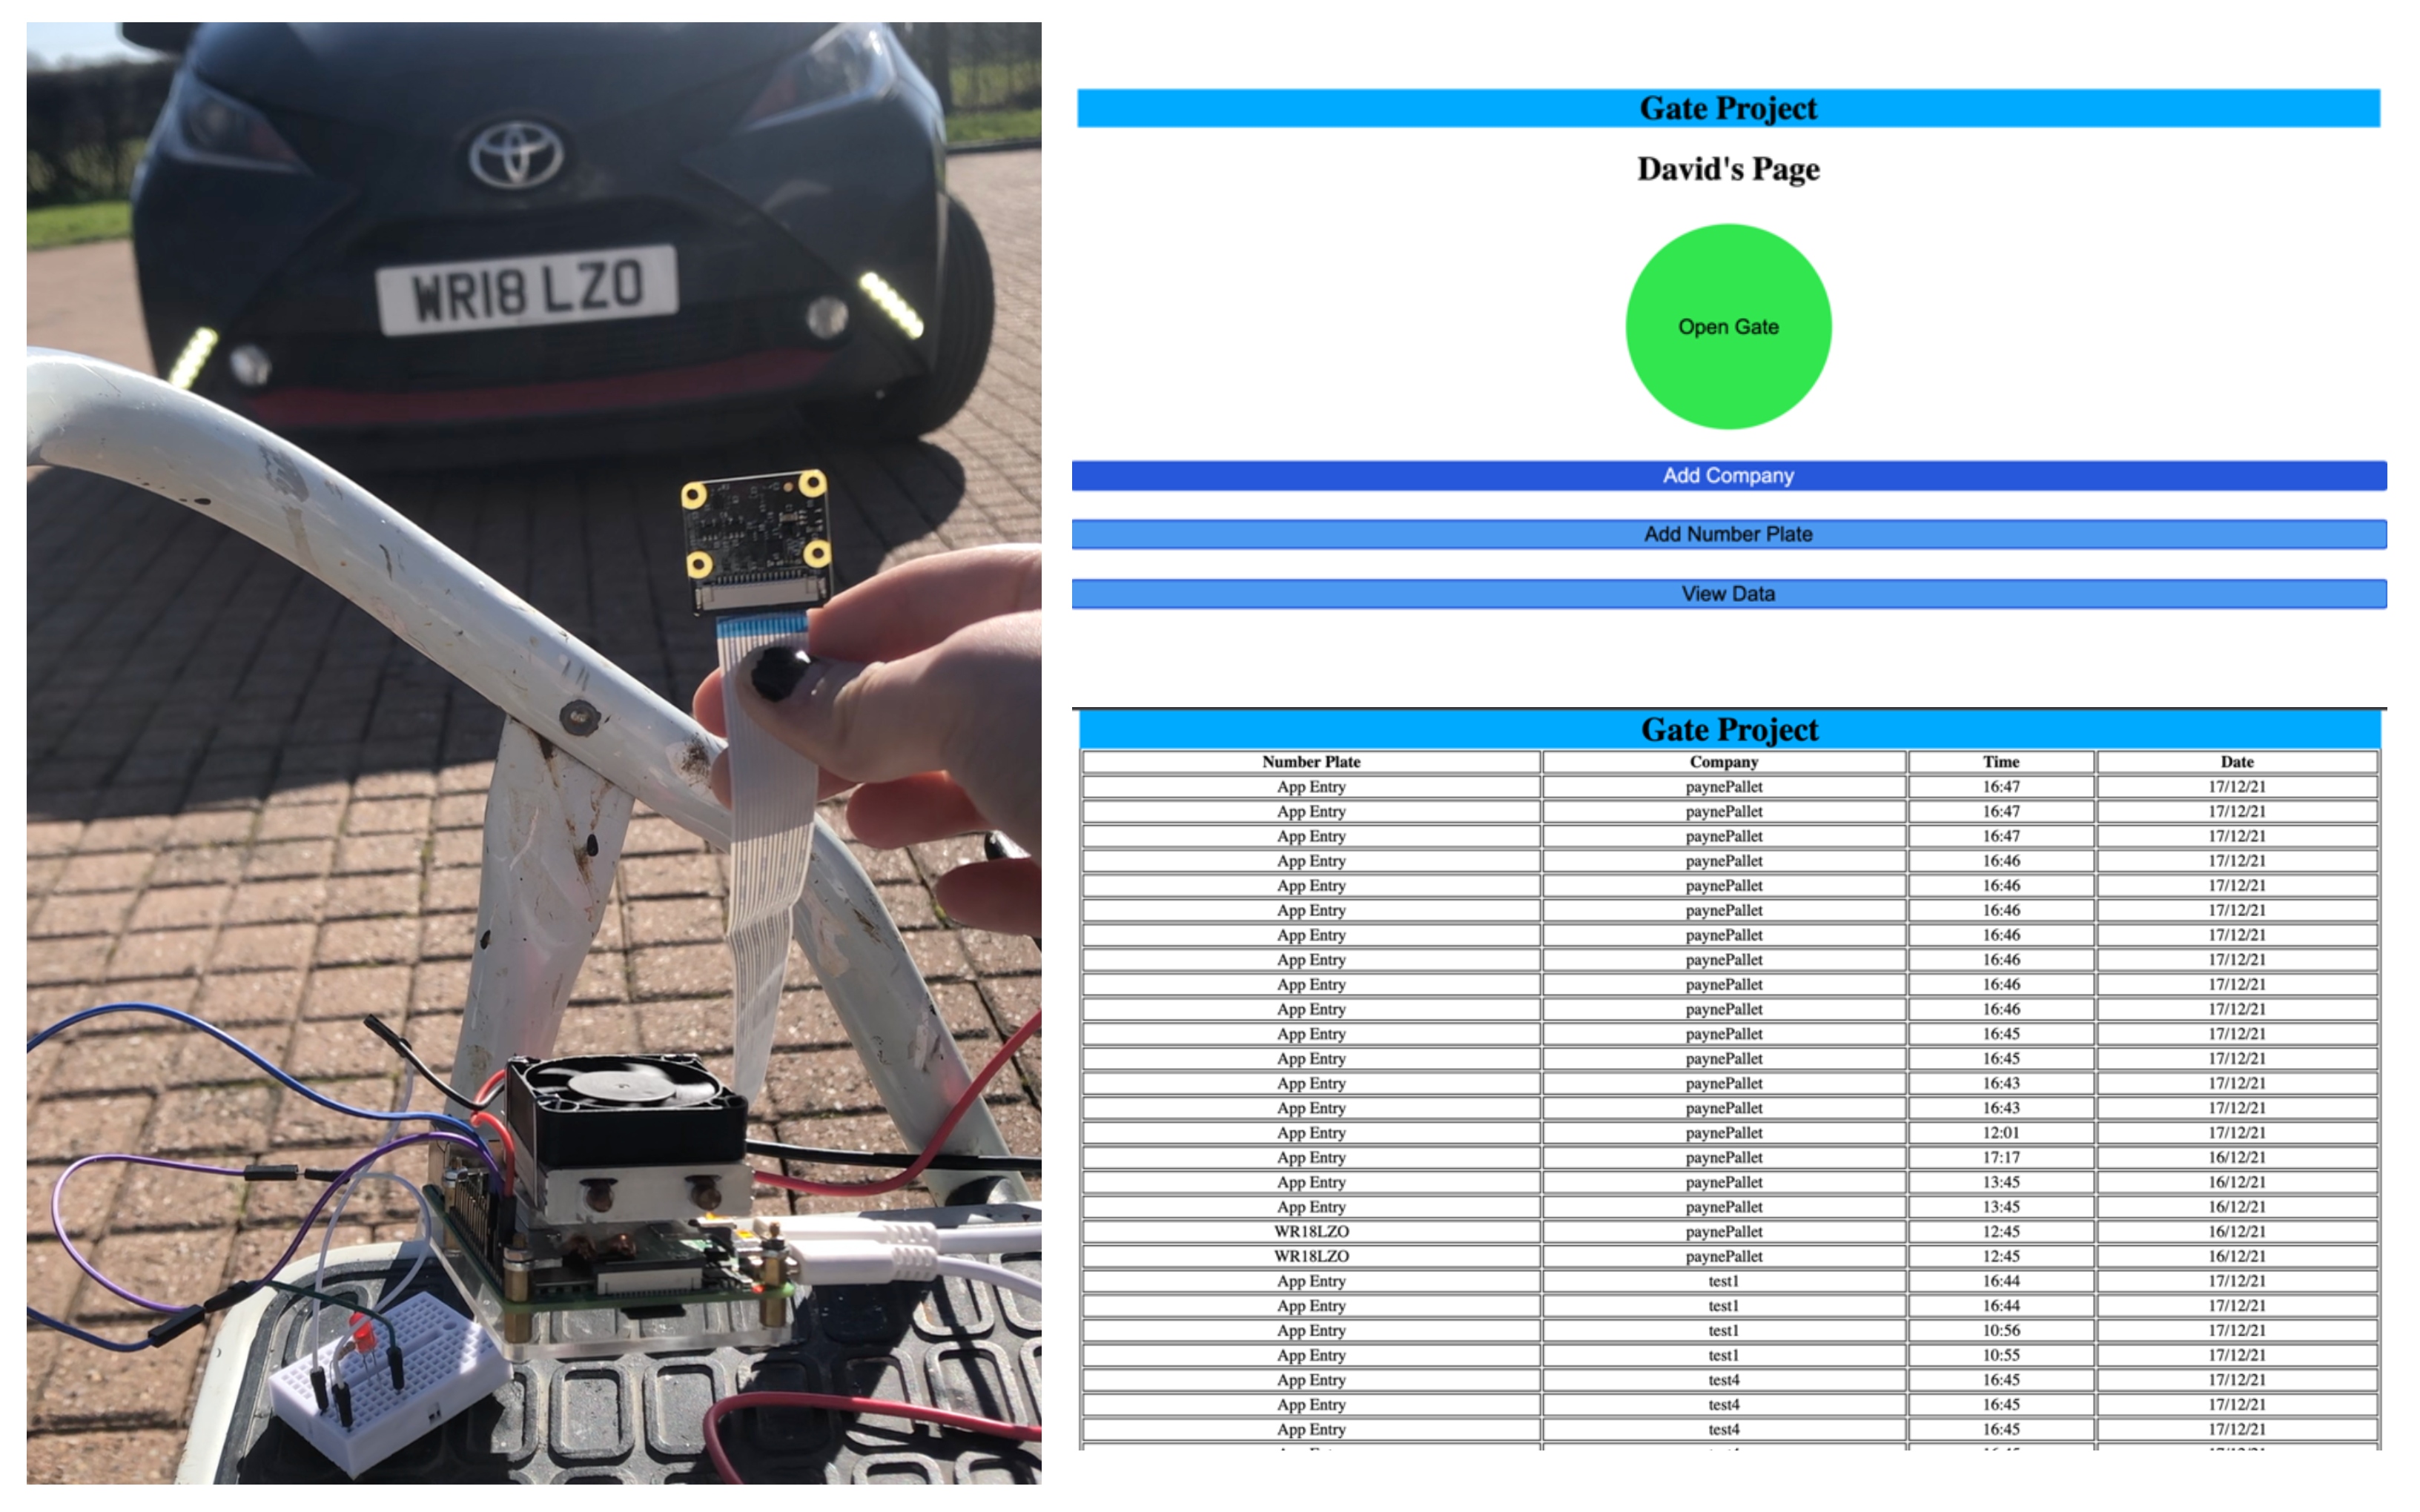 WR18 LZO
Gate Project
David's Page
Open Gate
Add Company
Add Number Plate
View Data
Gate Project
Number Plate Company Time Date
App Entry paynePallet 16:47 17/12/21
App Entry paynePallet 16:47 17/12/21
App Entry paynePallet 16:47 17/12/21
App Entry paynePallet 16:46 17/12/21
App Entry paynePallet 16:46 17/12/21
App Entry paynePallet 16:46 17/12/21
App Entry paynePallet 16:46 17/12/21
App Entry paynePallet 16:46 17/12/21
App Entry paynePallet 16:46 17/12/21
App Entry paynePallet 16:46 17/12/21
App Entry paynePallet 16:45 17/12/21
App Entry paynePallet 16:45 17/12/21
App Entry paynePallet 16:43 17/12/21
App Entry paynePallet 16:43 17/12/21
App Entry paynePallet 12:01 17/12/21
App Entry paynePallet 17:17 16/12/21
App Entry paynePallet 13:45 16/12/21
App Entry paynePallet 13:45 16/12/21
WR18LZO paynePallet 12:45 16/12/21
WR18LZO paynePallet 12:45 16/12/21
App Entry test1 16:44 17/12/21
App Entry test1 16:44 17/12/21
App Entry test1 10:56 17/12/21
App Entry test1 10:55 17/12/21
App Entry test4 16:45 17/12/21
App Entry test4 16:45 17/12/21
App Entry test4 16:45 17/12/21